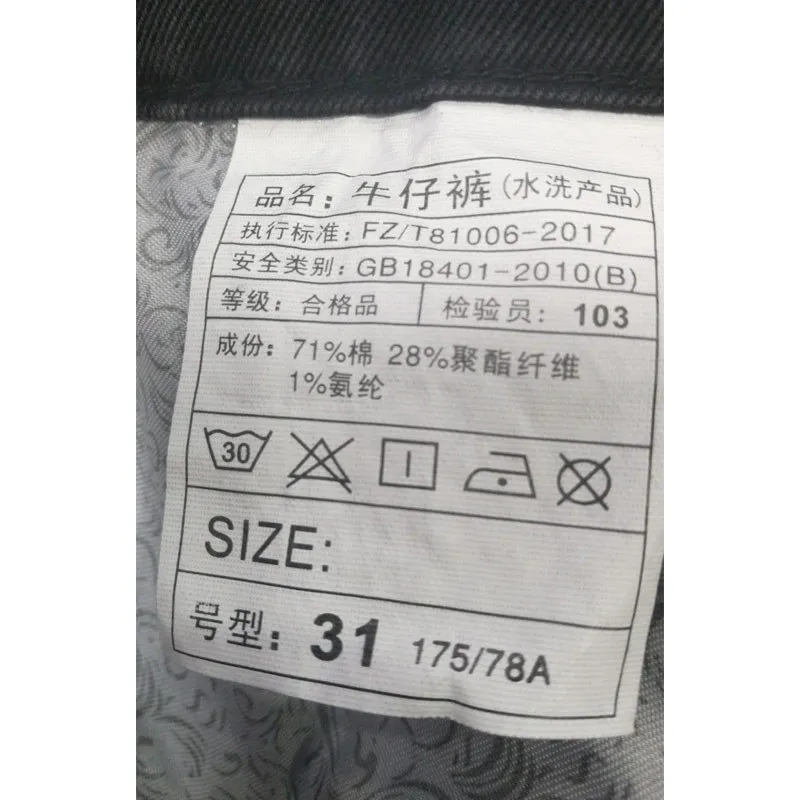 品名：牛仔裤(水洗产品)
执行标准：FZ/T81006-2017
安全类别：GB18401-2010(B)
等级：合格品 检验员：103
成份：71%棉 28%聚酯纤维
1%氨纶
30
SIZE:
号型：31 175/78A